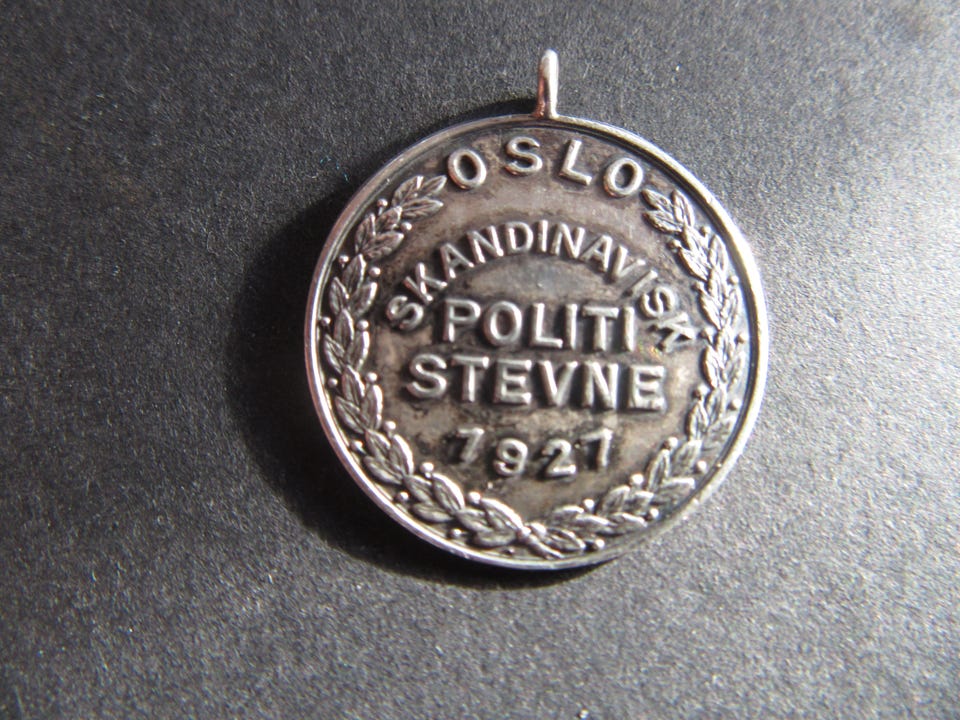 OSLO
SKANDINAVISK
POLITI
STEVNE
1927